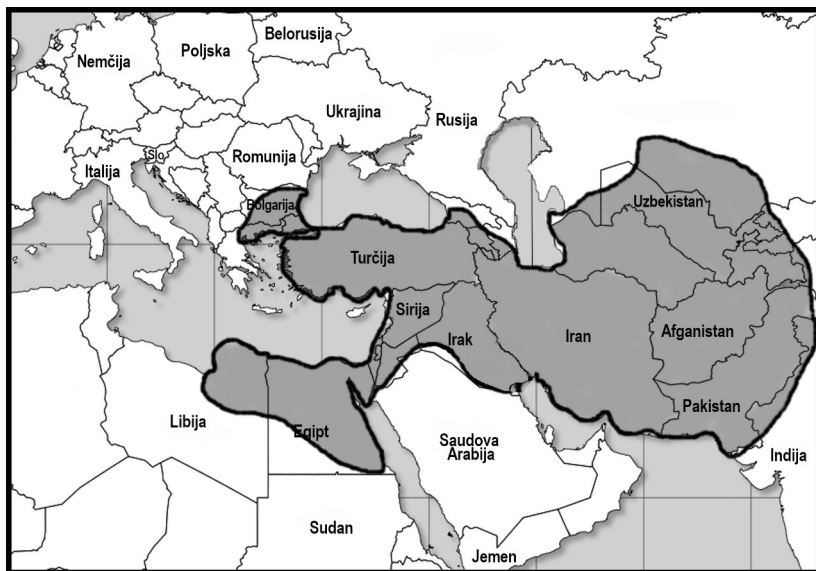 Belorusija
Nemčija
Poljska
Ukrajina
Rusija
Slo
Romunija
Italija
Bolgarija
Uzbekistan
Turčija
Sirija
Irak
Iran
Afganistan
Pakistan
Libija
Egipt
Saudova
Arabija
Indija
Sudan
Jemen